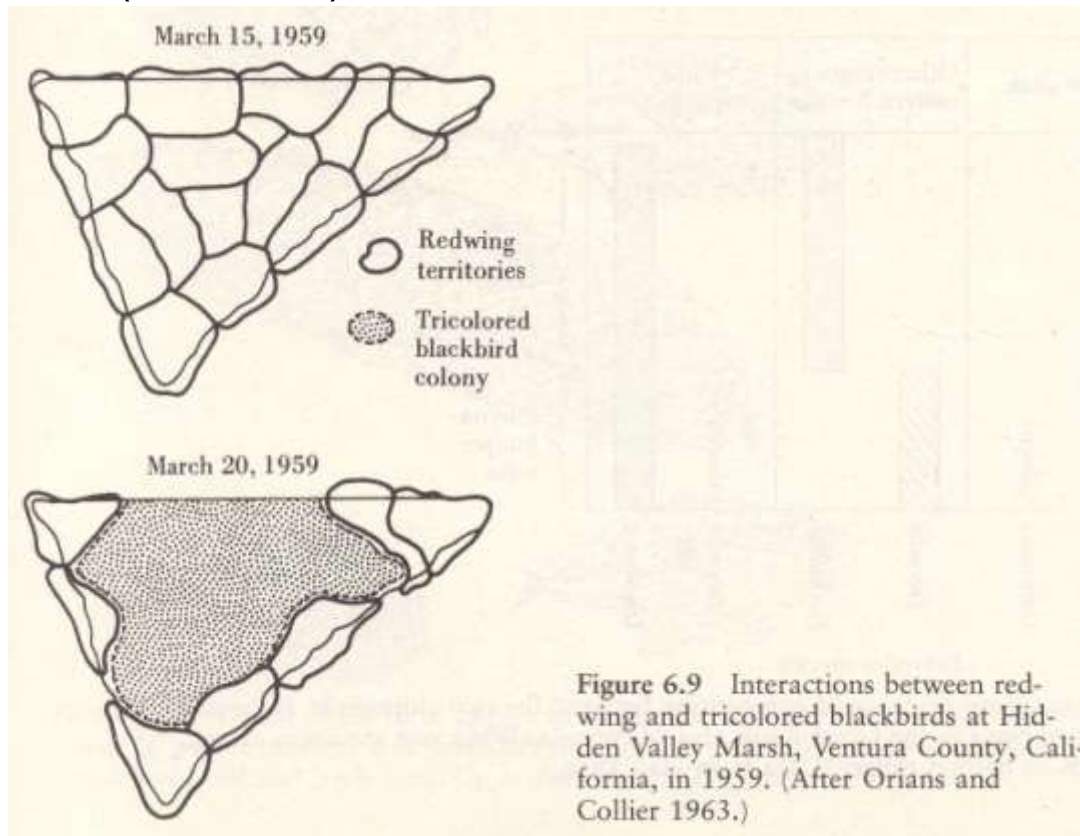 March 15, 1959
Redwing
territories
Tricolored
blackbird
colony
March 20, 1959
Figure 6.9 Interactions between red-
wing and tricolored blackbirds at Hid-
den Valley Marsh, Ventura County, Cali-
fornia, in 1959. (After Orians and
Collier 1963.)